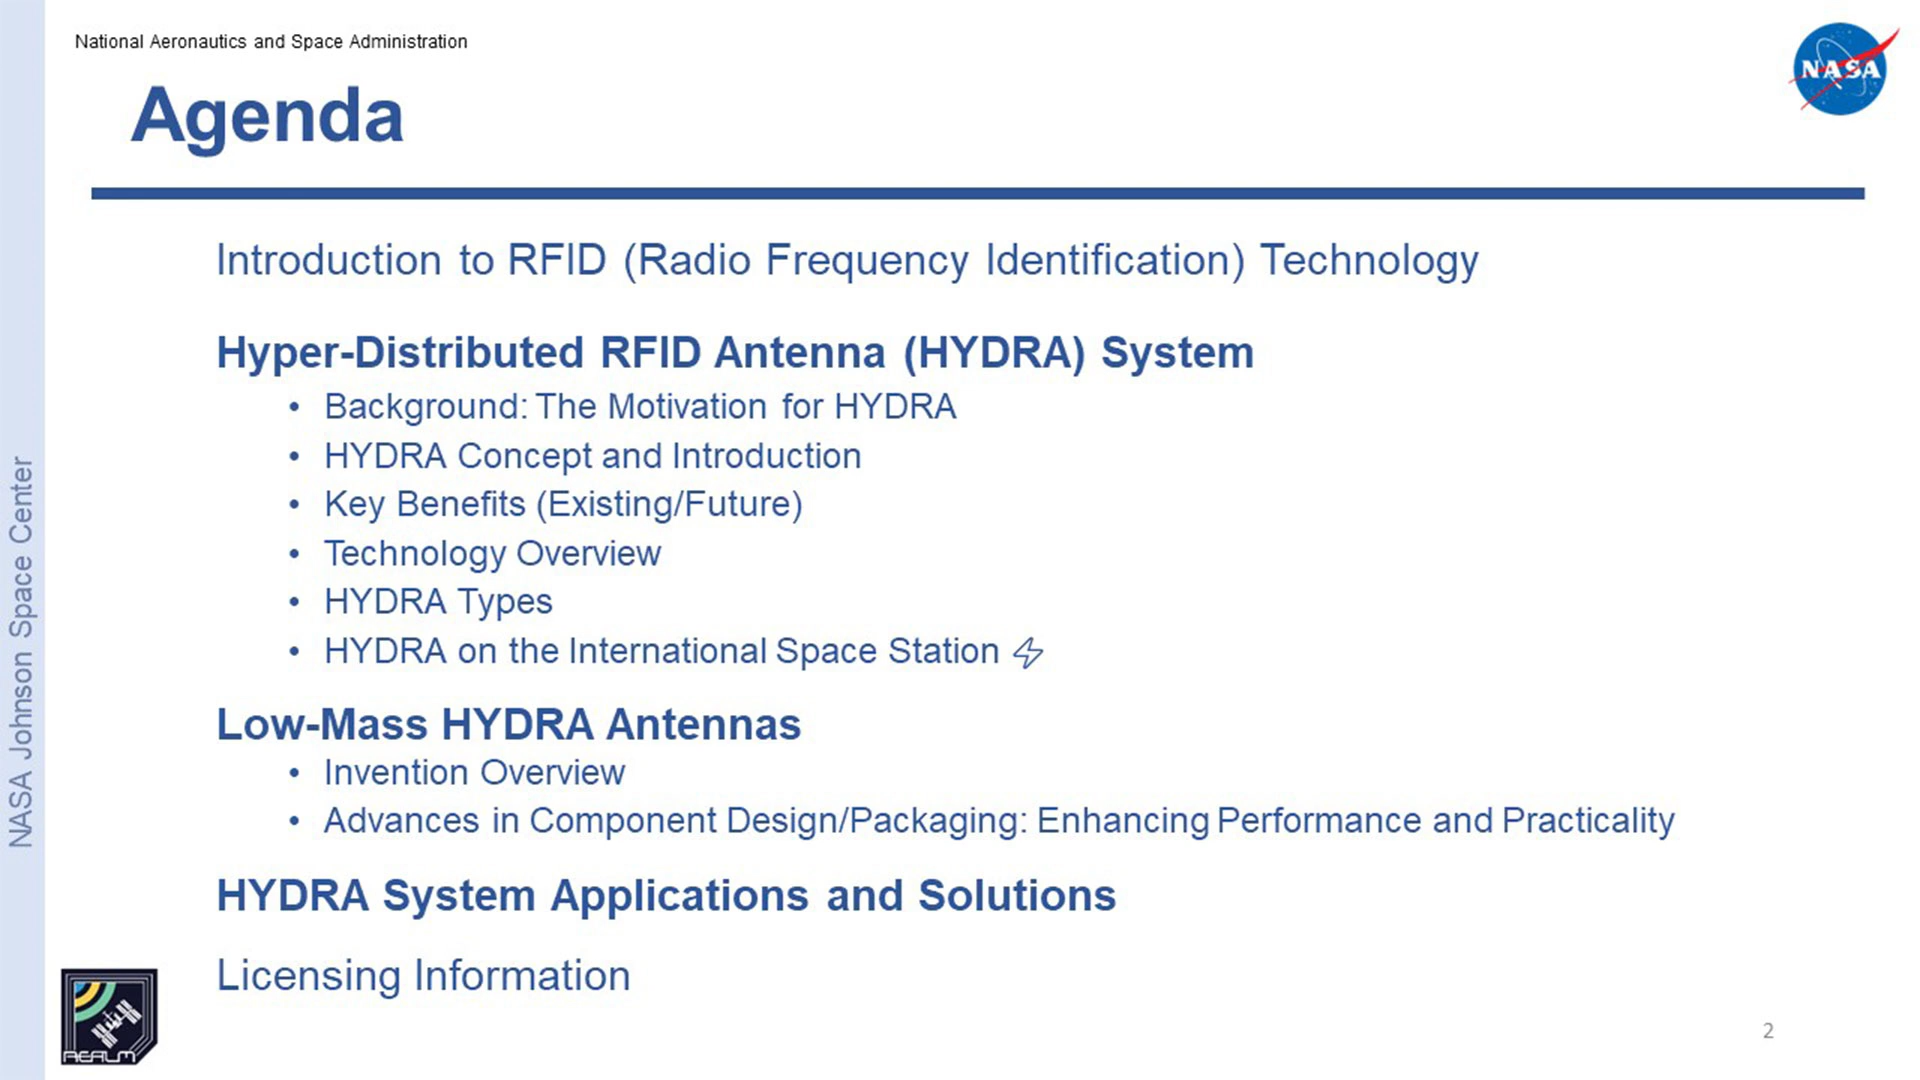 National Aeronautics and Space Administration
NASA
Agenda
Introduction to RFID (Radio Frequency Identification) Technology
Hyper-Distributed RFID Antenna (HYDRA) System
• Background: The Motivation for HYDRA
• HYDRA Concept and Introduction
• Key Benefits (Existing/Future)
• Technology Overview
• HYDRA Types
• HYDRA on the International Space Station
Low-Mass HYDRA Antennas
• Invention Overview
• Advances in Component Design/Packaging: Enhancing Performance and Practicality
HYDRA System Applications and Solutions
Licensing Information
NASA Johnson Space Center
REALM
2